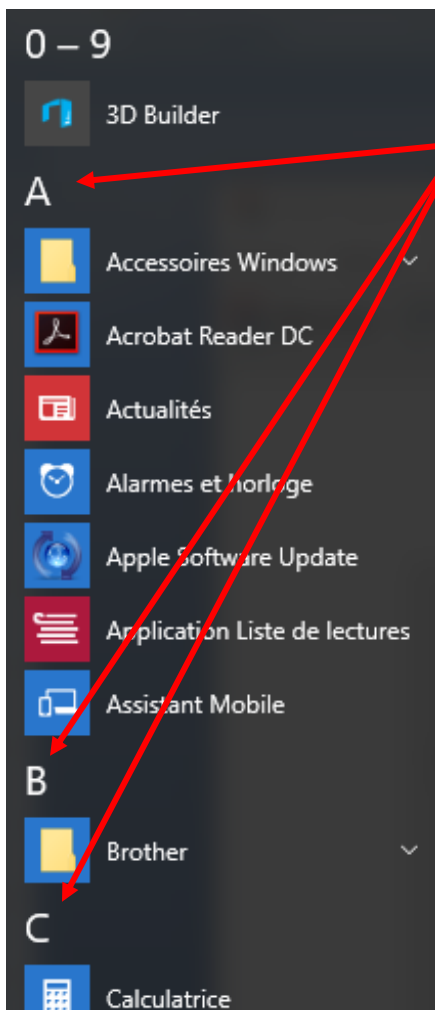 0 – 9
3D Builder
A
Accessoires Windows
Acrobat Reader DC
Actualités
Alarmes et horloge
Apple Software Update
Application Liste de lectures
Assistant Mobile
B
Brother
C
Calculatrice